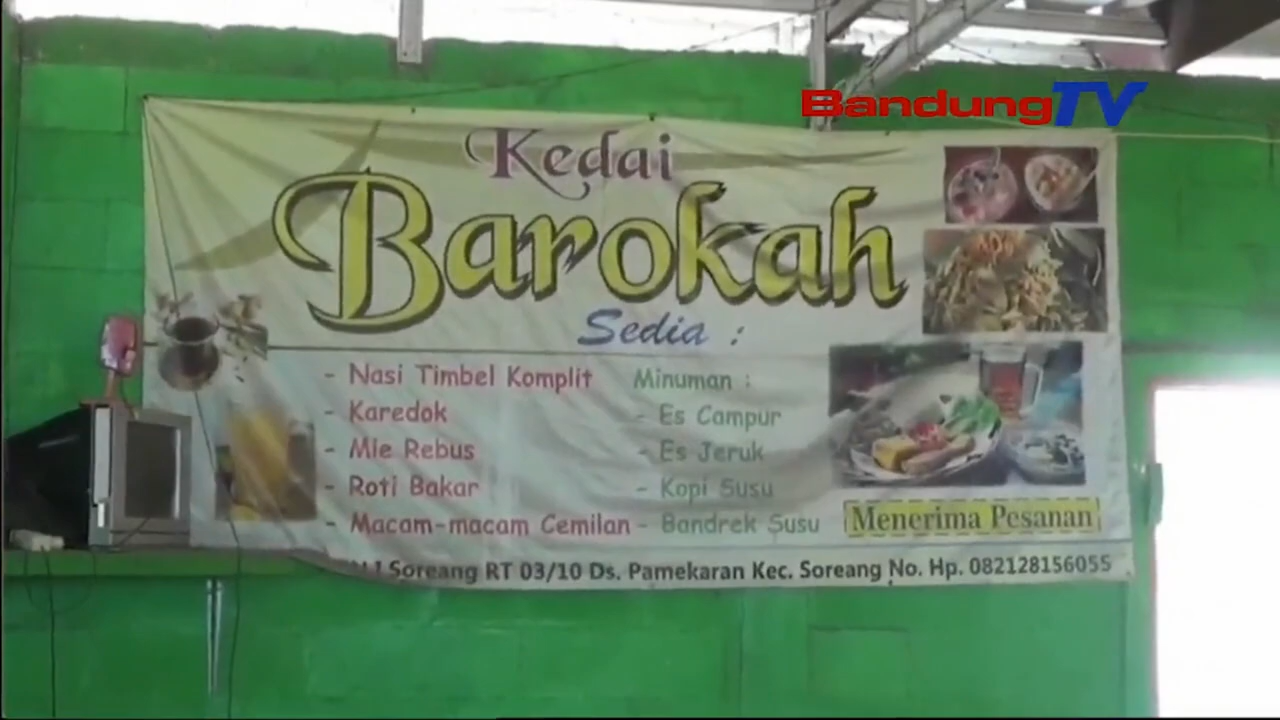 BandungTV
Kedai
Barokah
Sedia :
- Nasi Timbel Komplit
- Karedok
- Mie Rebus
- Roti Bakar
- Macam-macam Cemilan
Minuman :
- Es Campur
- Es Jeruk
- Kopi Susu
- Bandrek Susu
Menerima Pesanan
Soreang RT 03/10 Ds. Pamekaran Kec. Soreang No. Hp. 082128156055